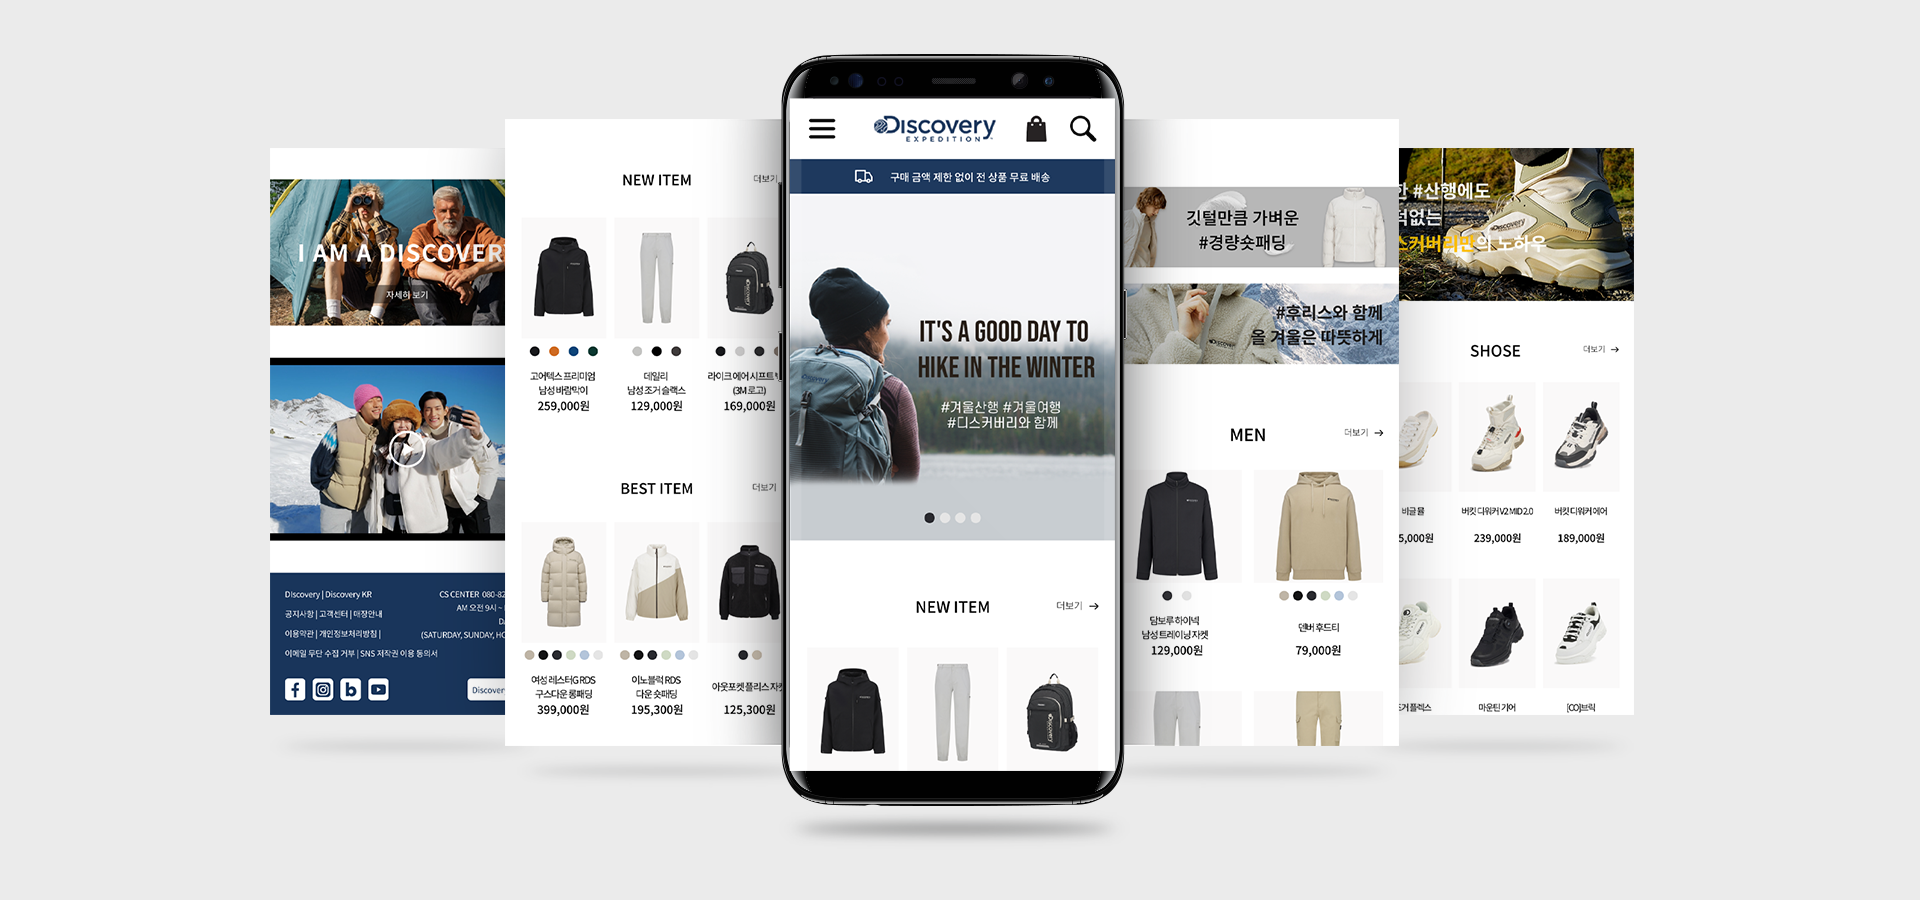 I AM A DISCOVERY
자세히 보기
Discovery | Discovery KR
공지사항 | 고객센터 | 매장안내
이용약관 | 개인정보처리방침 |
이메일 무단 수집 거부 | SNS 저작권 이용 동의서
CS CENTER 080-82
AM 오전 9시 ~
(SATURDAY, SUNDAY, HO
Discovery
NEW ITEM
더보기
고어텍스 프리미엄
남성 바람막이
259,000원
데일리
남성 조거 슬랙스
129,000원
라이크 에어 시프트
(3M 로고)
169,000원
BEST ITEM
더보기
여성 레스터G RDS
구스다운 롱패딩
399,000원
이노블럭 RDS
다운 숏패딩
195,300원
아웃포켓 플리스 자켓
125,300원
Discovery
EXPEDITION
구매 금액 제한 없이 전 상품 무료 배송
IT'S A GOOD DAY TO
HIKE IN THE WINTER
#겨울산행 #겨울여행
#디스커버리와 함께
NEW ITEM
더보기 →
깃털만큼 가벼운
#경량숏패딩
#후리스와 함께
올 겨울은 따뜻하게
MEN
더보기 →
담보루 하이넥
남성 트레이닝 자켓
129,000원
덴버 후드티
79,000원
한 #산행에도
걱없는
스커버리만의 노하우
Discovery
SHOSE
더보기 →
비글 뮬
5,000원
버킷 디워커 V2 MID 2.0
239,000원
버킷 디워커 에어
189,000원
조거 플렉스
마운틴 기어
[CO]브릭